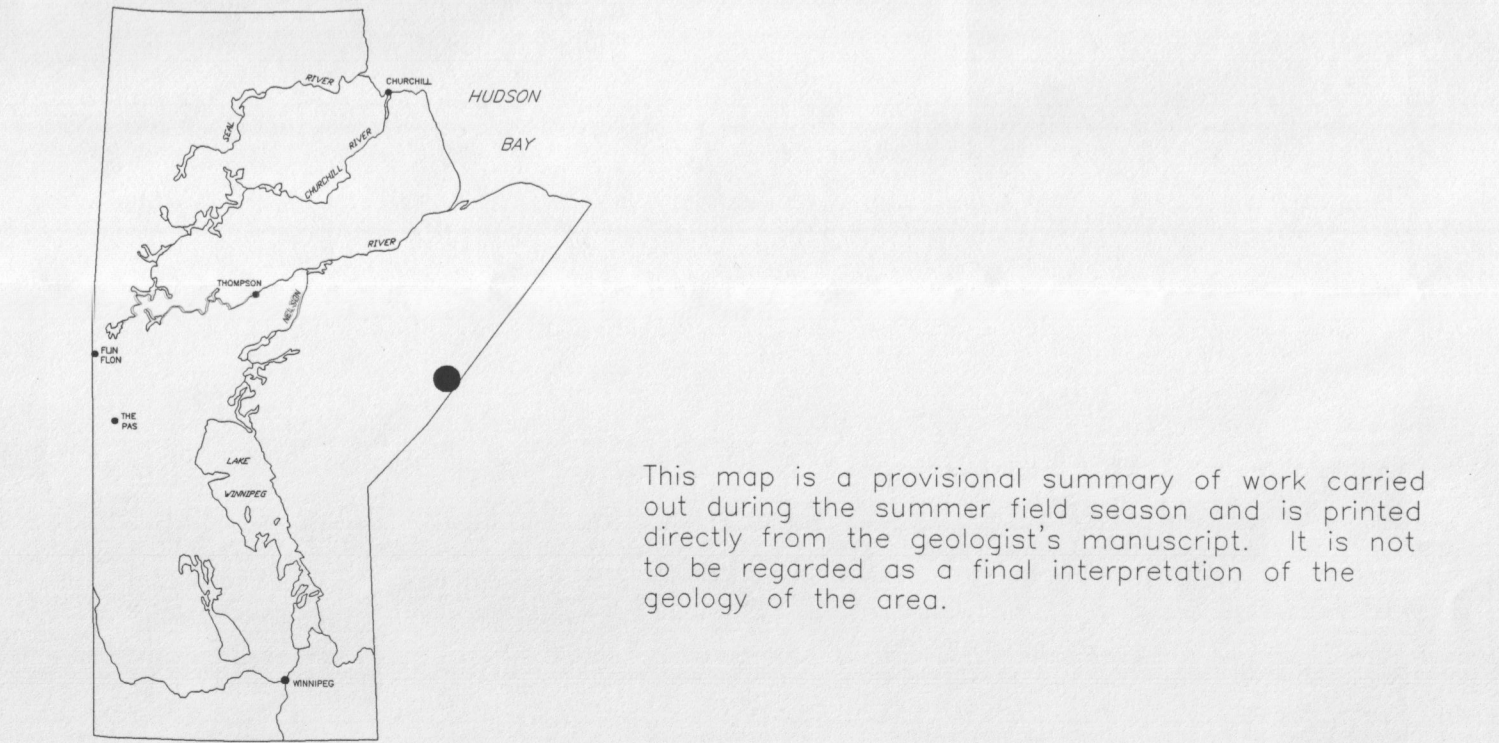 RIVER
CHURCHILL
HUDSON
BAY
SEAL
RIVER
CHURCHILL
RIVER
THOMPSON
NELSON
FLIN
FLON
THE
PAS
LAKE
WINNIPEG
This map is a provisional summary of work carried
out during the summer field season and is printed
directly from the geologist's manuscript. It is not
to be regarded as a final interpretation of the
geology of the area.
WINNIPEG